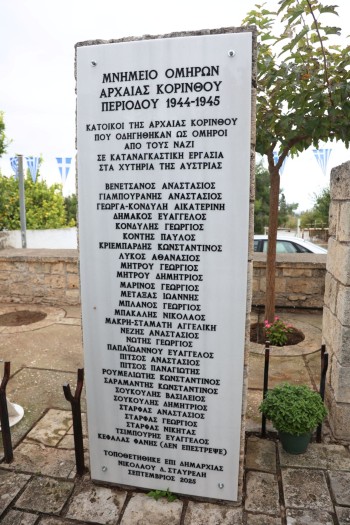 ΜΝΗΜΕΙΟ ΟΜΗΡΩΝ
ΑΡΧΑΙΑΣ ΚΟΡΙΝΘΟΥ
ΠΕΡΙΟΔΟΥ 1944-1945
ΚΑΤΟΙΚΟΙ ΤΗΣ ΑΡΧΑΙΑΣ ΚΟΡΙΝΘΟΥ
ΠΟΥ ΟΔΗΓΗΘΗΚΑΝ ΩΣ ΟΜΗΡΟΙ
ΑΠΟ ΤΟΥΣ ΝΑΖΙ
ΣΕ ΚΑΤΑΝΑΓΚΑΣΤΙΚΗ ΕΡΓΑΣΙΑ
ΣΤΑ ΧΥΤΗΡΙΑ ΤΗΣ ΑΥΣΤΡΙΑΣ
ΒΕΝΕΤΣΑΝΟΣ ΑΝΑΣΤΑΣΙΟΣ
ΓΙΑΜΠΟΥΡΑΝΗΣ ΑΝΑΣΤΑΣΙΟΣ
ΓΕΩΡΓΑ-ΚΟΝΔΥΛΗ ΑΙΚΑΤΕΡΙΝΗ
ΔΗΜΑΚΟΣ ΕΥΑΓΓΕΛΟΣ
ΚΟΝΔΥΛΗΣ ΓΕΩΡΓΙΟΣ
ΚΟΝΤΗΣ ΠΑΥΛΟΣ
ΚΡΙΕΜΠΑΡΔΗΣ ΚΩΝΣΤΑΝΤΙΝΟΣ
ΛΥΚΟΣ ΑΘΑΝΑΣΙΟΣ
ΜΗΤΡΟΥ ΓΕΩΡΓΙΟΣ
ΜΗΤΡΟΥ ΔΗΜΗΤΡΙΟΣ
ΜΑΡΙΝΟΣ ΓΕΩΡΓΙΟΣ
ΜΕΤΑΞΑΣ ΙΩΑΝΝΗΣ
ΜΠΛΑΝΟΣ ΓΕΩΡΓΙΟΣ
ΜΠΑΚΑΛΗΣ ΝΙΚΟΛΑΟΣ
ΜΑΚΡΗ-ΣΤΑΜΑΤΗ ΑΓΓΕΛΙΚΗ
ΝΕΖΗΣ ΑΝΑΣΤΑΣΙΟΣ
ΝΩΤΗΣ ΓΕΩΡΓΙΟΣ
ΠΑΠΑΪΩΑΝΝΟΥ ΕΥΑΓΓΕΛΟΣ
ΠΙΤΣΟΣ ΑΝΑΣΤΑΣΙΟΣ
ΠΙΤΣΟΣ ΠΑΝΑΓΙΩΤΗΣ
ΡΟΥΜΕΛΙΩΤΗΣ ΚΩΝΣΤΑΝΤΙΝΟΣ
ΣΑΡΑΜΑΝΤΗΣ ΚΩΝΣΤΑΝΤΙΝΟΣ
ΣΟΥΚΟΥΛΗΣ ΒΑΣΙΛΕΙΟΣ
ΣΟΥΚΟΥΛΗΣ ΔΗΜΗΤΡΙΟΣ
ΣΤΑΡΦΑΣ ΑΝΑΣΤΑΣΙΟΣ
ΣΤΑΡΦΑΣ ΓΕΩΡΓΙΟΣ
ΣΤΑΡΦΑΣ ΝΙΚΗΤΑΣ
ΤΣΙΜΠΟΥΡΗΣ ΕΥΑΓΓΕΛΟΣ
ΚΕΦΑΛΛΑΣ ΦΑΝΗΣ (ΔΕΝ ΕΠΕΣΤΡΕΨΕ)
ΤΟΠΟΘΕΤΗΘΗΚΕ ΕΠΙ ΔΗΜΑΡΧΙΑΣ
ΝΙΚΟΛΑΟΥ Δ. ΣΤΑΥΡΕΛΗ
ΣΕΠΤΕΜΒΡΙΟΣ 2025